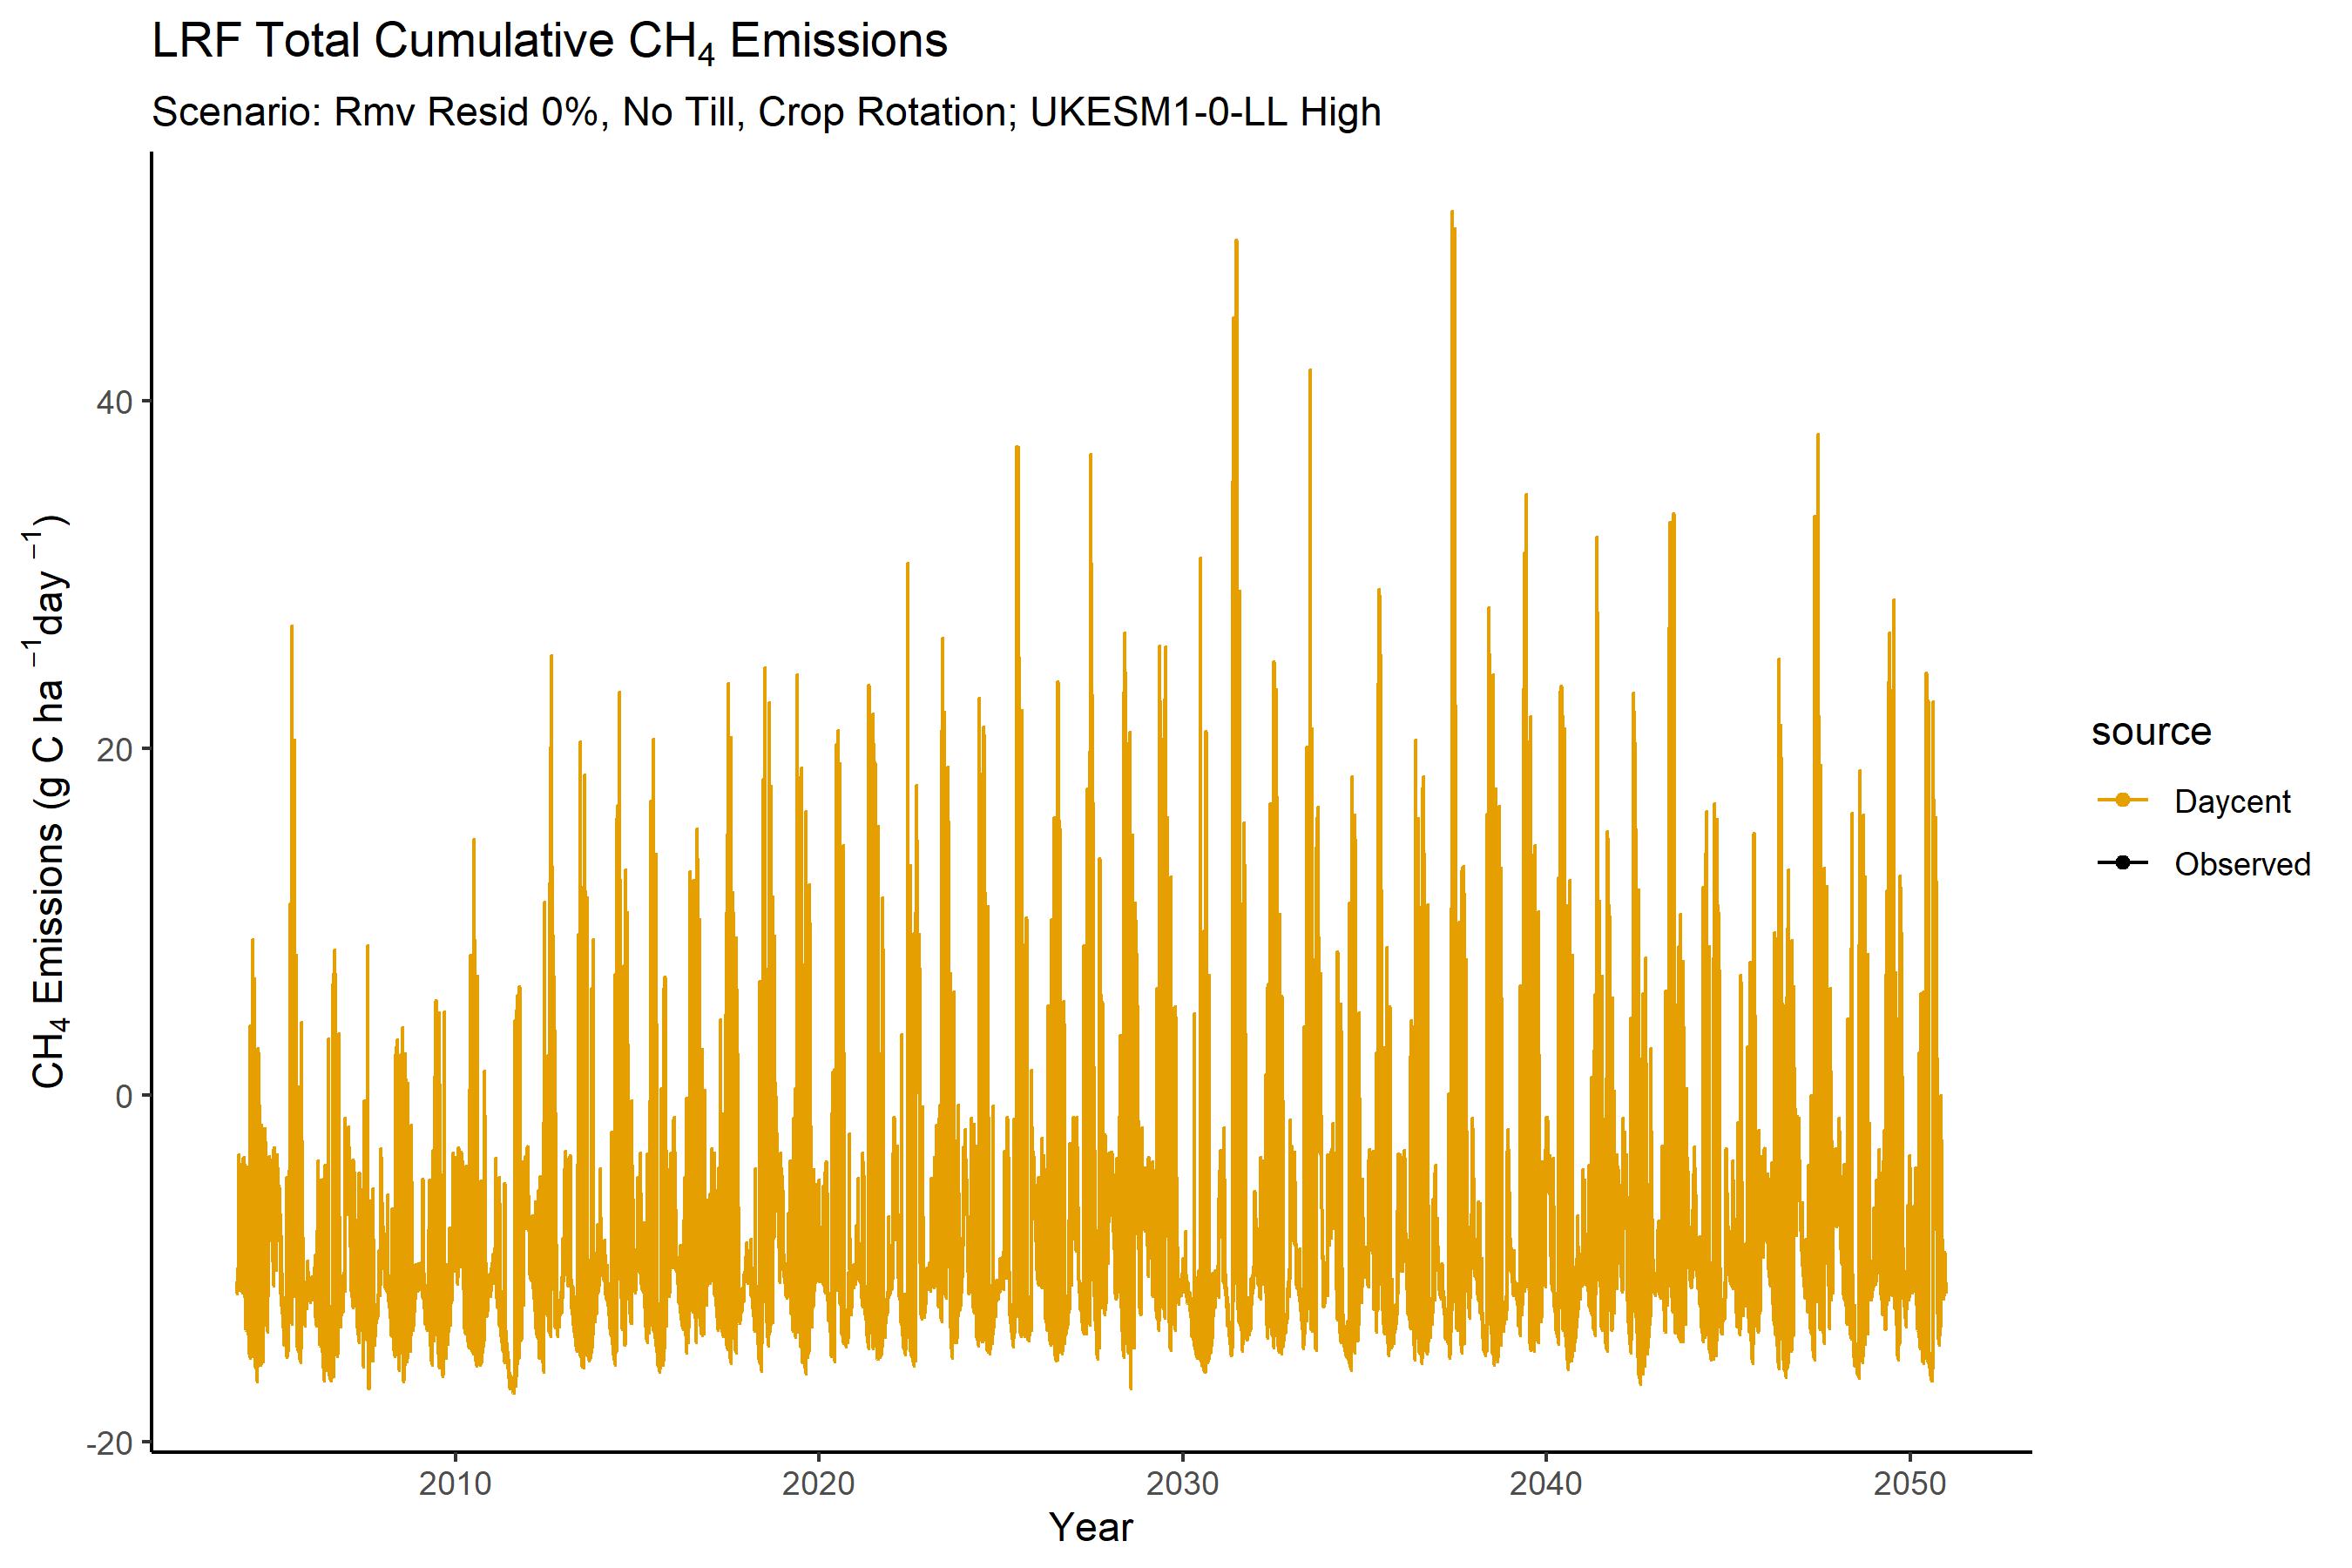 LRF Total Cumulative CH₄ Emissions
Scenario: Rmv Resid 0%, No Till, Crop Rotation; UKESM1-0-LL High
CH₄ Emissions (g C ha ⁻¹day ⁻¹)
40
20
0
-20
2010
2020
2030
2040
2050
Year
source
Daycent
Observed